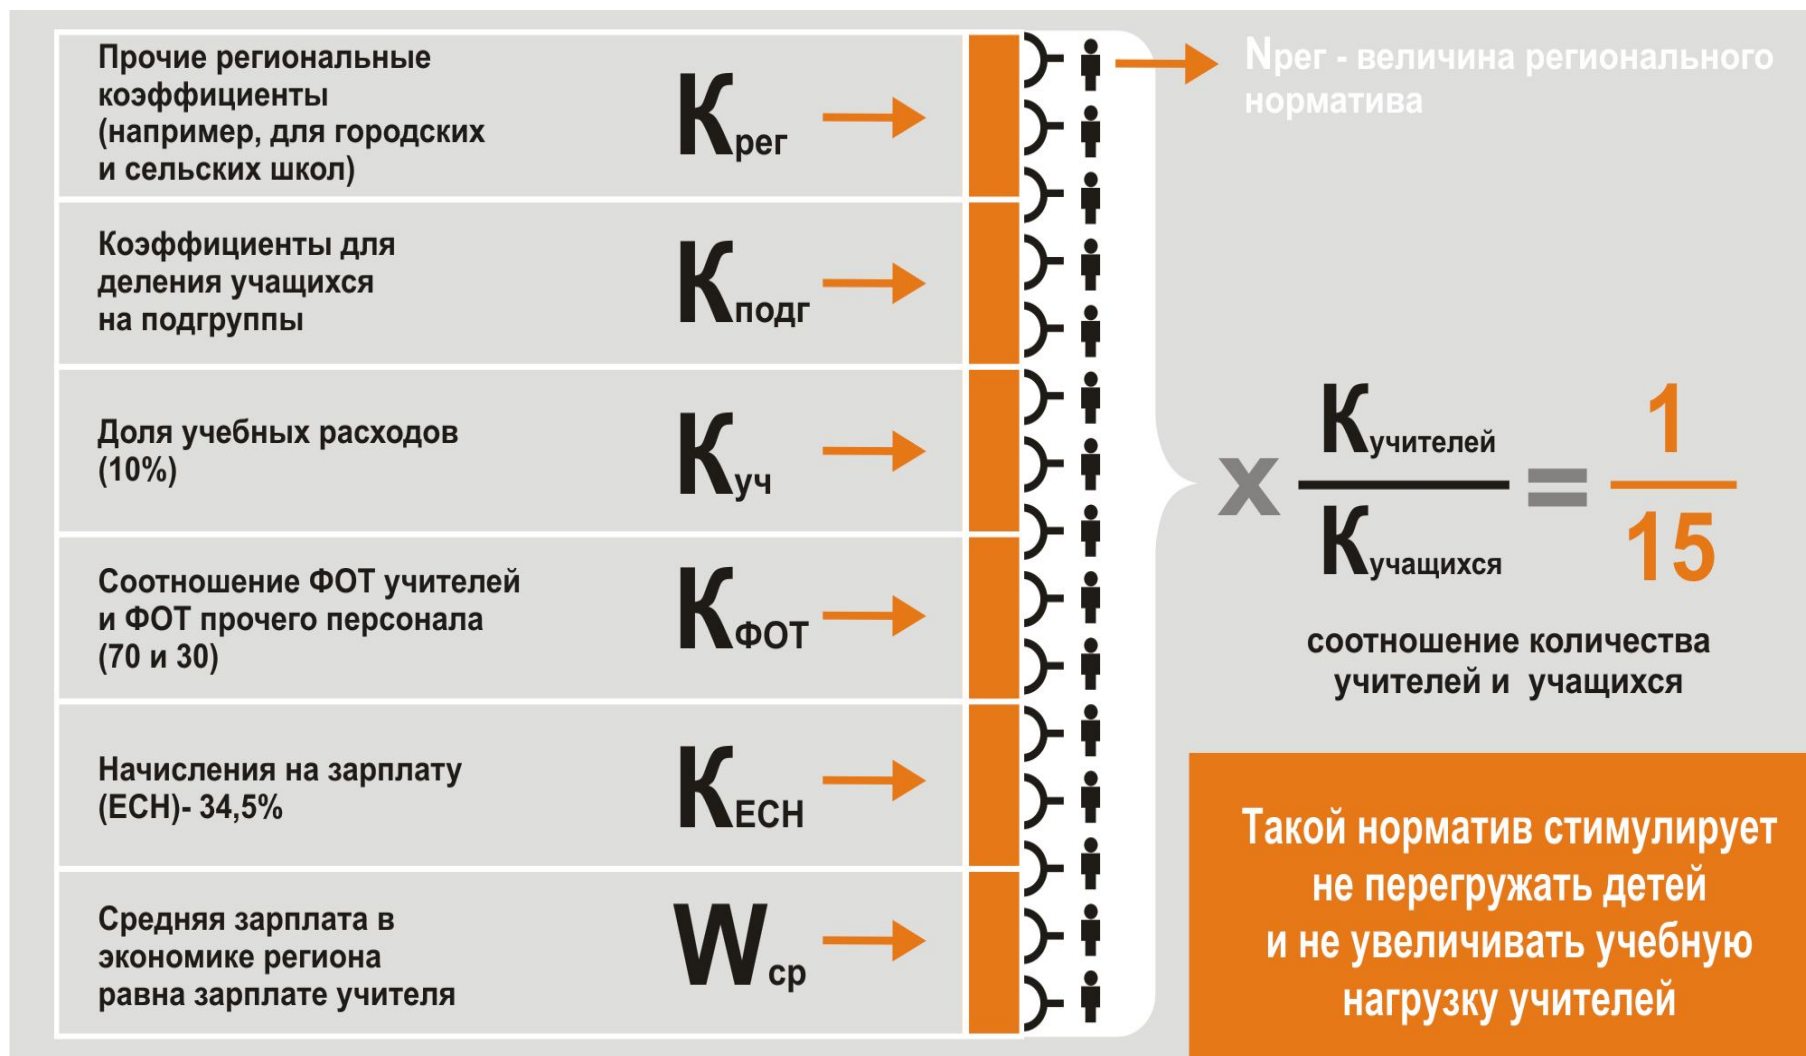 Прочие региональные
коэффициенты
(например, для городских
и сельских школ)
Крег
Nрег - величина регионального
норматива
Коэффициенты для
деления учащихся
на подгруппы
Кподг
Доля учебных расходов
(10%)
Куч
Соотношение ФОТ учителей
и ФОТ прочего персонала
(70 и 30)
КФОТ
Начисления на зарплату
(ЕСН)- 34,5%
КЕСН
Средняя зарплата в
экономике региона
равна зарплате учителя
Wср
x Кучителей = 1
Кучащихся 15
соотношение количества
учителей и учащихся
Такой норматив стимулирует
не перегружать детей
и не увеличивать учебную
нагрузку учителей